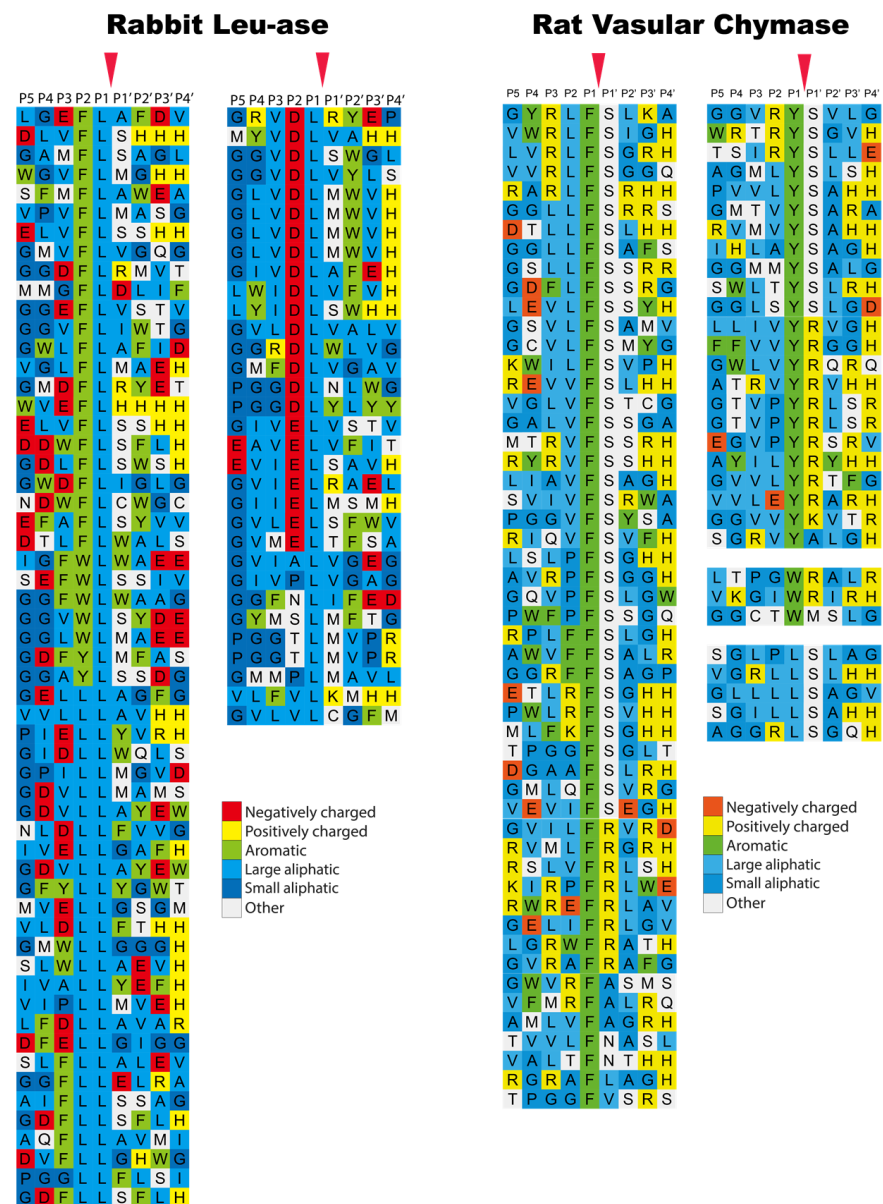 Rabbit Leu-ase
P5 P4 P3 P2 P1 P1' P2' P3' P4'
L G E F L A F D V
D L V F L S H H H
G A M F L S A G L
W G V F L M G H H
S F M F L A W E A
V P V F L M A S G
E L V F L S S H H
G M V F L V G Q G
G G D F L R M V T
M M G F L D L I F
G G E F L V S T V
G G V F L I W T G
G W L F L A F L D
V G L F L M A E H
G M D F L R Y E T
W V E F L H H H H
E L V F L S S H H
D D W F L S F L H
G D L F L S W S H
G W D F L I G L G
N D W F L C W G C
E F A F L S Y V V
D T L F L W A L S
I G F W L W A E E
S E F W L S S I V
G G F W L W A A G
G G V W L S Y D E
G G L W L M A E E
G D F Y L M F A S
G G A Y L S S D G
G E L L L A G F G
V V L L L A V H H
P I E L L Y V R H
G I D L L W Q L S
G P I L L M G V D
G D V L L M A M S
G D V L L A Y E W
N L D L L F V V G
I V E L L G A F H
G D V L L A Y E W
G F Y L L Y G W T
M V E L L G S G M
V L D L L F T H H
G M W L L G G G H
S L W L L A E V H
I V A L L Y E F H
V I P L L M V E H
L F D L L A V A R
D F E L L G I G G
S L F L L A L E V
G G F L L E L R A
A I F L L S S A G
G D F L L S F L H
A Q F L L A V M I
D V F L L G H W G
P G G L L F L S I
G D F L L S F L H
P5 P4 P3 P2 P1 P1' P2' P3' P4'
G R V D L R Y E P
M Y V D L V A H H
G G V D L S W G L
G G V D L V Y L S
G L V D L M W V H
G L V D L M W V H
G L V D L M W V H
G L V D L M W V H
G I V D L A F E H
L W I D L V F V H
L Y I D L S W H H
G V L D L V A L V
G G R D L W L V G
G M F D L V G A V
P G G D L N L W G
P G G D L Y L Y Y
G I V E L V S T V
E A V E L V F I T
E V I E L S A V H
G V I E L R A E L
G I I E L M S M H
G V L E L S F W V
G V M E L T F S A
G V I A L V G E G
G I V P L V G A G
G G F N L I F E D
G Y M S L M F T G
P G G T L M V P R
P G G T L M V P R
G M M P L M A V L
V L F V L K M H H
G V L V L C G F M
Negatively charged
Positively charged
Aromatic
Large aliphatic
Small aliphatic
Other
Rat Vasular Chymase
P5 P4 P3 P2 P1 P1' P2' P3' P4'
G Y R L F S L K A
V W R L F S I G H
L V R L F S G R H
V L R L F S G G Q
R A R L F S R H H
G G L L F S R R S
D T L L F S L H H
G G L L F S A F S
G S L L F S S R R
G D F L F S S R G
L E V L F S S Y H
G S V L F S A M V
G C V L F S M Y G
K W I L F S V P H
R E V V F S L H H
V G L V F S T C G
G A L V F S S G A
M T R V F S S R H
R Y R V F S S G H
L I A V F S A G H
S V I V F S R W A
P G G V F S Y S A
R I Q V F S V F H
L S L P F S G H H
A V R P F S G G H
G Q V P F S L G W
P W F P F S S G Q
R P L F F S L G H
A W V F F S A L R
G G R F F S A G P
E T L R F S G H H
P W L R F S V H H
M L F K F S G H H
T P G G F S G L T
D G A A F S L R H
G M L Q F S V R G
V E V I F S E G H
G V I L F R V R D
R V M L F R G R H
R S L V F R L S H
K I R P F R L W E
R W R E F R L A V
G E L I F R L G V
L G R W F R A T H
G V R A F R A F G
G W V R F A S M S
V F M R F A L R Q
A M L V F A G R H
T V V L F N A S L
V A L T F N T H H
R G R A F L A G H
T P G G F V S R S
P5 P4 P3 P2 P1 P1' P2' P3' P4'
G G V R Y S V L G
W R T R Y S G V H
T S I R Y S L L E
A G M L Y S L S H
P V V L Y S A H H
G M T V Y S A R A
R V M V Y S A H H
I H L A Y S A G H
G G M M Y S A L G
S W L T Y S L R H
G G L S Y S L G D
L L I V Y R V G H
F F V V Y R G G H
G W L V Y R Q R Q
A T R V Y R V H H
G T V P Y R L S R
G T V P Y R L S R
E G V P Y R S R V
A Y I L Y R Y H H
G V V L Y R T F G
V V L E Y R A R H
G G V V Y K V T R
S G R V Y A L G H
L T P G W R A L R
V K G I W R I R H
G G C T W M S L G
S G L P L S L A G
V G R L L S L H H
G L L L L S A G V
S G I L L S A H H
A G G R L S G Q H
Negatively charged
Positively charged
Aromatic
Large aliphatic
Small aliphatic
Other